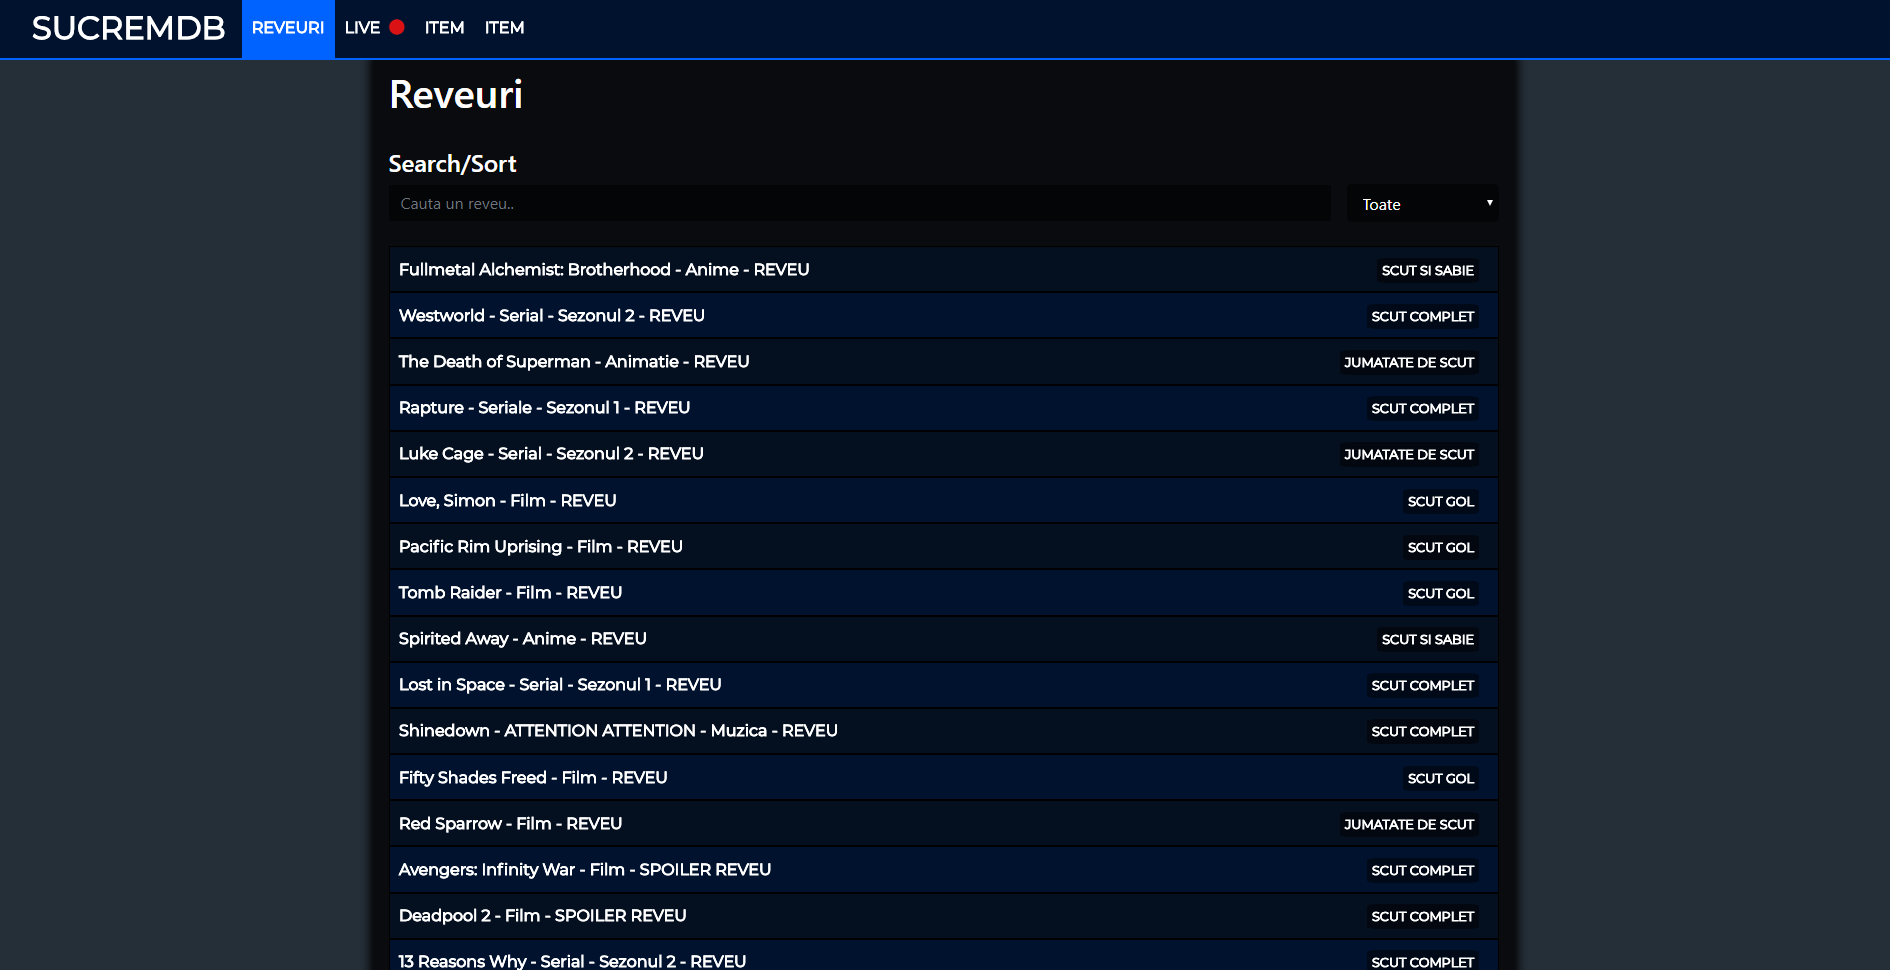 SUCREMDB REVEURI LIVE ITEM ITEM
Reveuri
Search/Sort
Cauta un reveu.. Toate
Fullmetal Alchemist: Brotherhood - Anime - REVEU SCUT SI SABIE
Westworld - Serial - Sezonul 2 - REVEU SCUT COMPLET
The Death of Superman - Animatie - REVEU JUMATATE DE SCUT
Rapture - Seriale - Sezonul 1 - REVEU SCUT COMPLET
Luke Cage - Serial - Sezonul 2 - REVEU JUMATATE DE SCUT
Love, Simon - Film - REVEU SCUT GOL
Pacific Rim Uprising - Film - REVEU SCUT GOL
Tomb Raider - Film - REVEU SCUT GOL
Spirited Away - Anime - REVEU SCUT SI SABIE
Lost in Space - Serial - Sezonul 1 - REVEU SCUT COMPLET
Shinedown - ATTENTION ATTENTION - Muzica - REVEU SCUT COMPLET
Fifty Shades Freed - Film - REVEU SCUT GOL
Red Sparrow - Film - REVEU JUMATATE DE SCUT
Avengers: Infinity War - Film - SPOILER REVEU SCUT COMPLET
Deadpool 2 - Film - SPOILER REVEU SCUT COMPLET
13 Reasons Why - Serial - Sezonul 2 - REVEU SCUT COMPLET